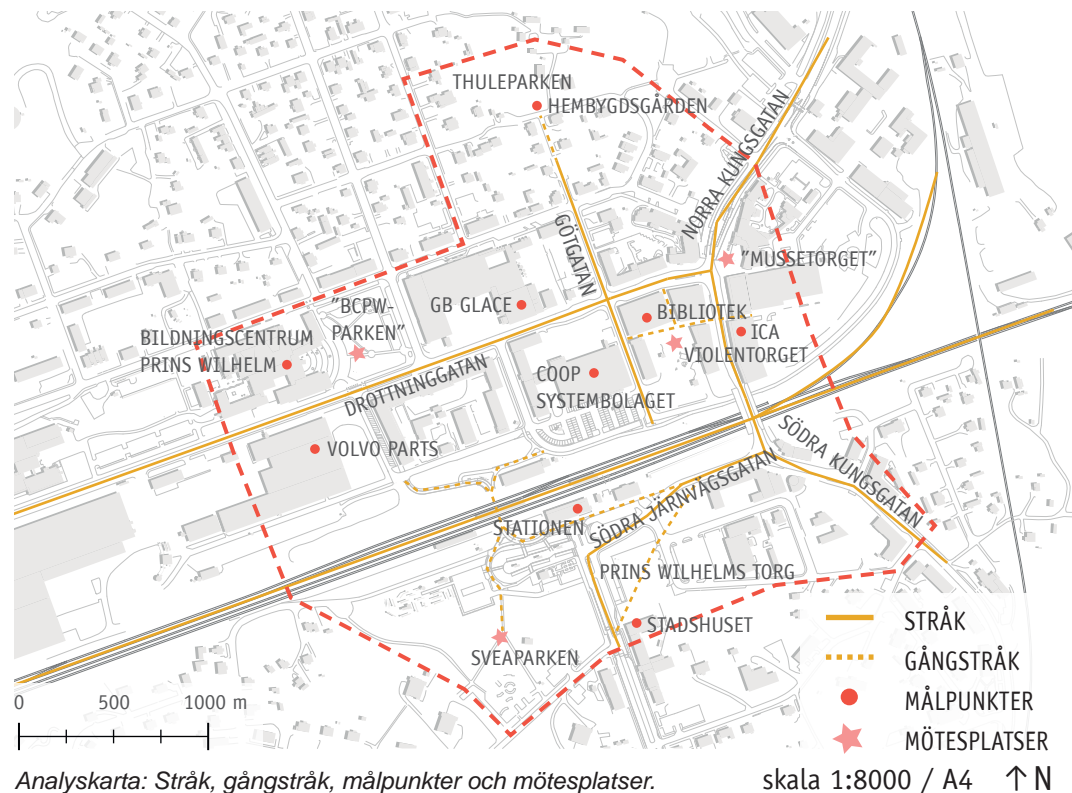 THULEPARKEN
HEMBYGDSGÅRDEN
NORRA KUNGSGATAN
GÖTGATAN
"MUSSETORGET"
"BCPW-
PARKEN"
GB GLACE
BIBLIOTEK
ICA
VIOLENTORGET
BILDNINGSCENTRUM
PRINS WILHELM
DROTTNINGGATAN
COOP
SYSTEMBOLAGET
VOLVO PARTS
SÖDRA KUNGSGATAN
SÖDRA JÄRNVÄGSGATAN
STATIONEN
PRINS WILHELMS TORG
STADSHUSET
SVEAPARKEN
STRÅK
GÅNGSTRÅK
MÅLPUNKTER
MÖTESPLATSER
0 500 1000 m
Analyskarta: Stråk, gångstråk, målpunkter och mötesplatser.
skala 1:8000 / A4 ↑N